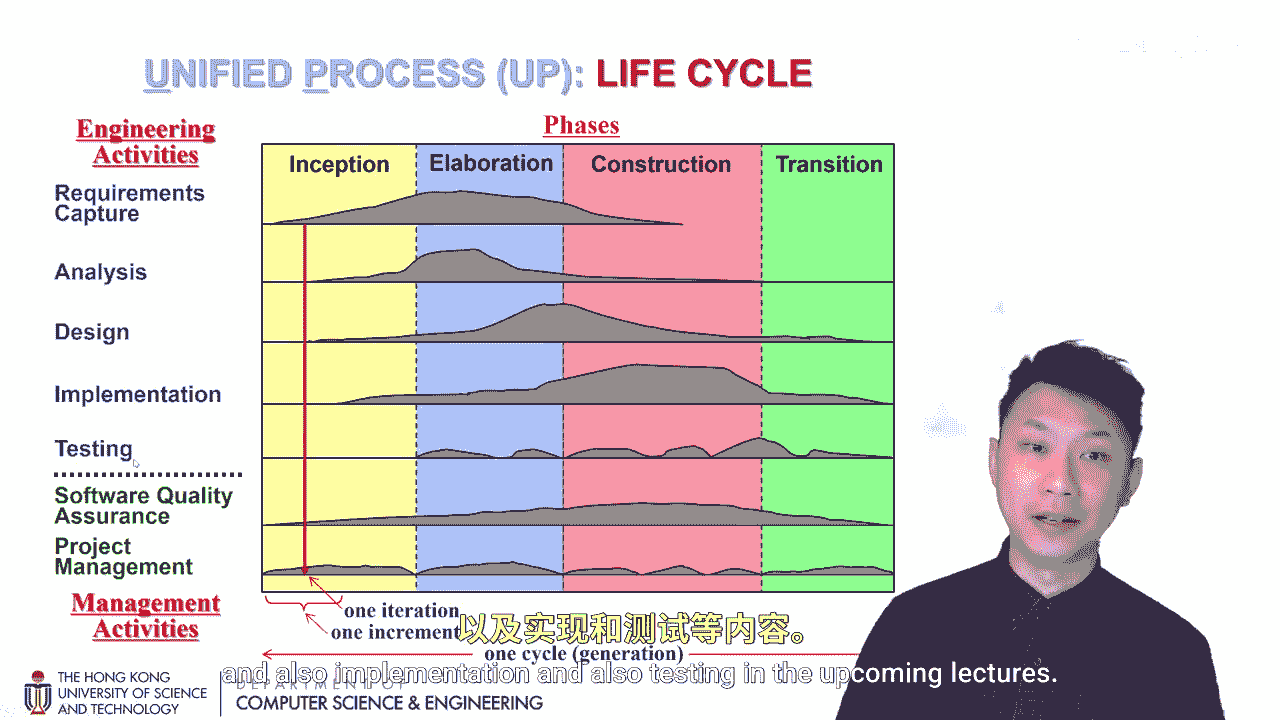 UNIFIED PROCESS (UP): LIFE CYCLE
Engineering
Activities
Phases
Inception
Elaboration
Construction
Transition
Requirements
Capture
Analysis
Design
Implementation
Testing
Software Quality
Assurance
Project
Management
Management
Activities
one iteration
one increment
以及实现和测试等内容。
one cycle (generation)
and also implementation and also testing in the upcoming lectures.
THE HONG KONG
UNIVERSITY OF SCIENCE
AND TECHNOLOGY
DEPARTMENT OF
COMPUTER SCIENCE & ENGINEERING